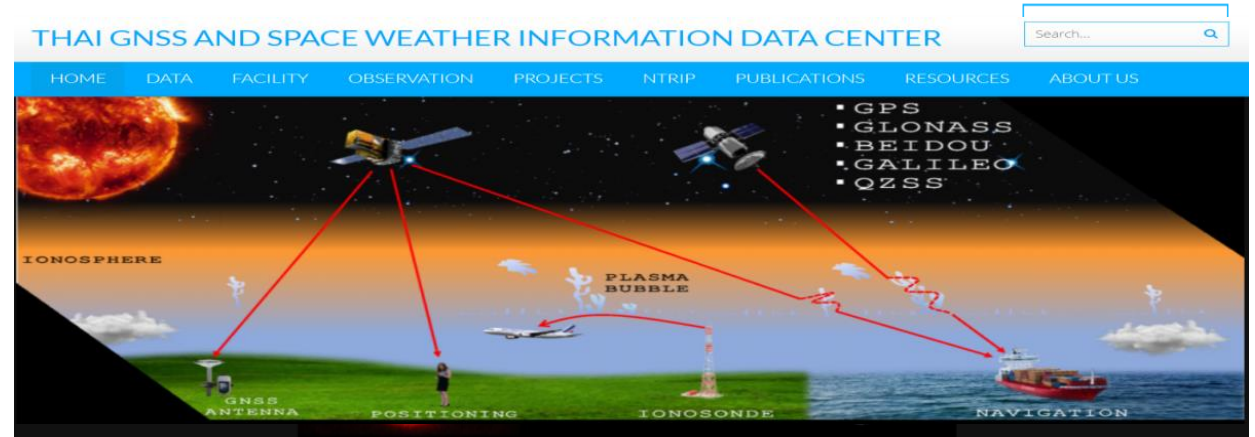 THAI GNSS AND SPACE WEATHER INFORMATION DATA CENTER
Search...
HOME DATA FACILITY OBSERVATION PROJECTS NTRIP PUBLICATIONS RESOURCES ABOUT US
▪ GPS
▪ GLONASS
▪ BEIDOU
▪ GALILEO
▪ QZSS
IONOSPHERE
PLASMA
BUBBLE
GNSS
ANTENNA
POSITIONING
IONOSONDE
NAVIGATION